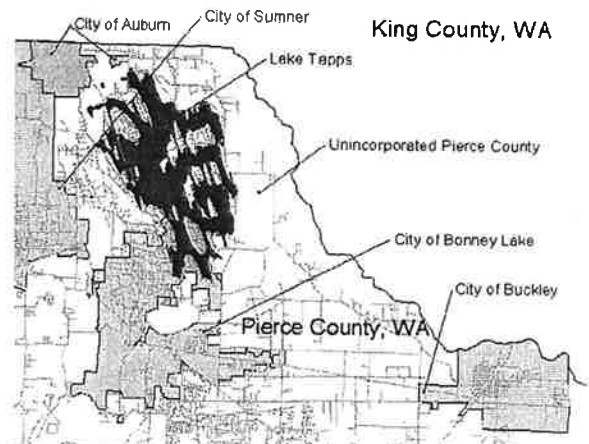 City of Sumner
City of Auburn
King County, WA
Lake Tapps
Unincorporated Pierce County
City of Bonney Lake
City of Buckley
Pierce County, WA